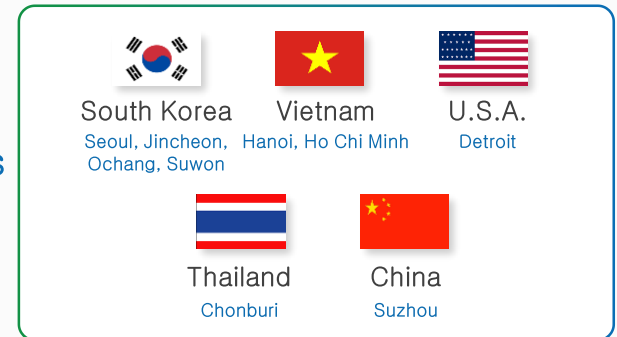 South Korea
Seoul, Jincheon,
Ochang, Suwon
Vietnam
Hanoi, Ho Chi Minh
U.S.A.
Detroit
Thailand
Chonburi
China
Suzhou